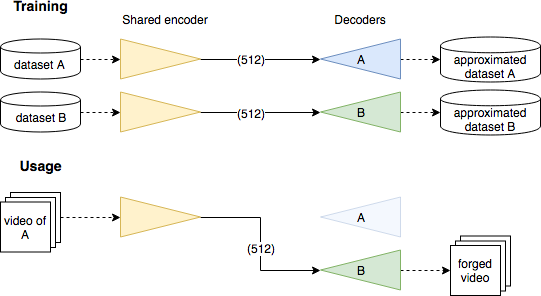 Training
Shared encoder
Decoders
dataset A
(512)
A
approximated
dataset A
dataset B
(512)
B
approximated
dataset B
Usage
video of
A
(512)
A
B
forged
video